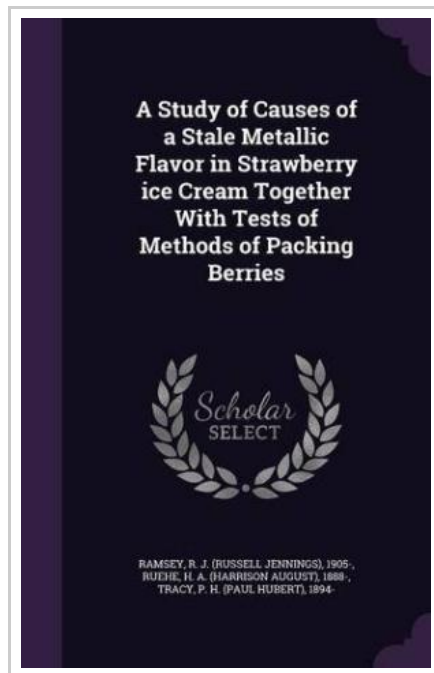 A Study of Causes of
a Stale Metallic
Flavor in Strawberry
ice Cream Together
With Tests of
Methods of Packing
Berries
Scholar
SELECT
RAMSEY, R. J. (RUSSELL JENNINGS), 1905-,
RUEHE, H. A. (HARRISON AUGUST), 1888-,
TRACY, P. H. (PAUL HUBERT), 1894-